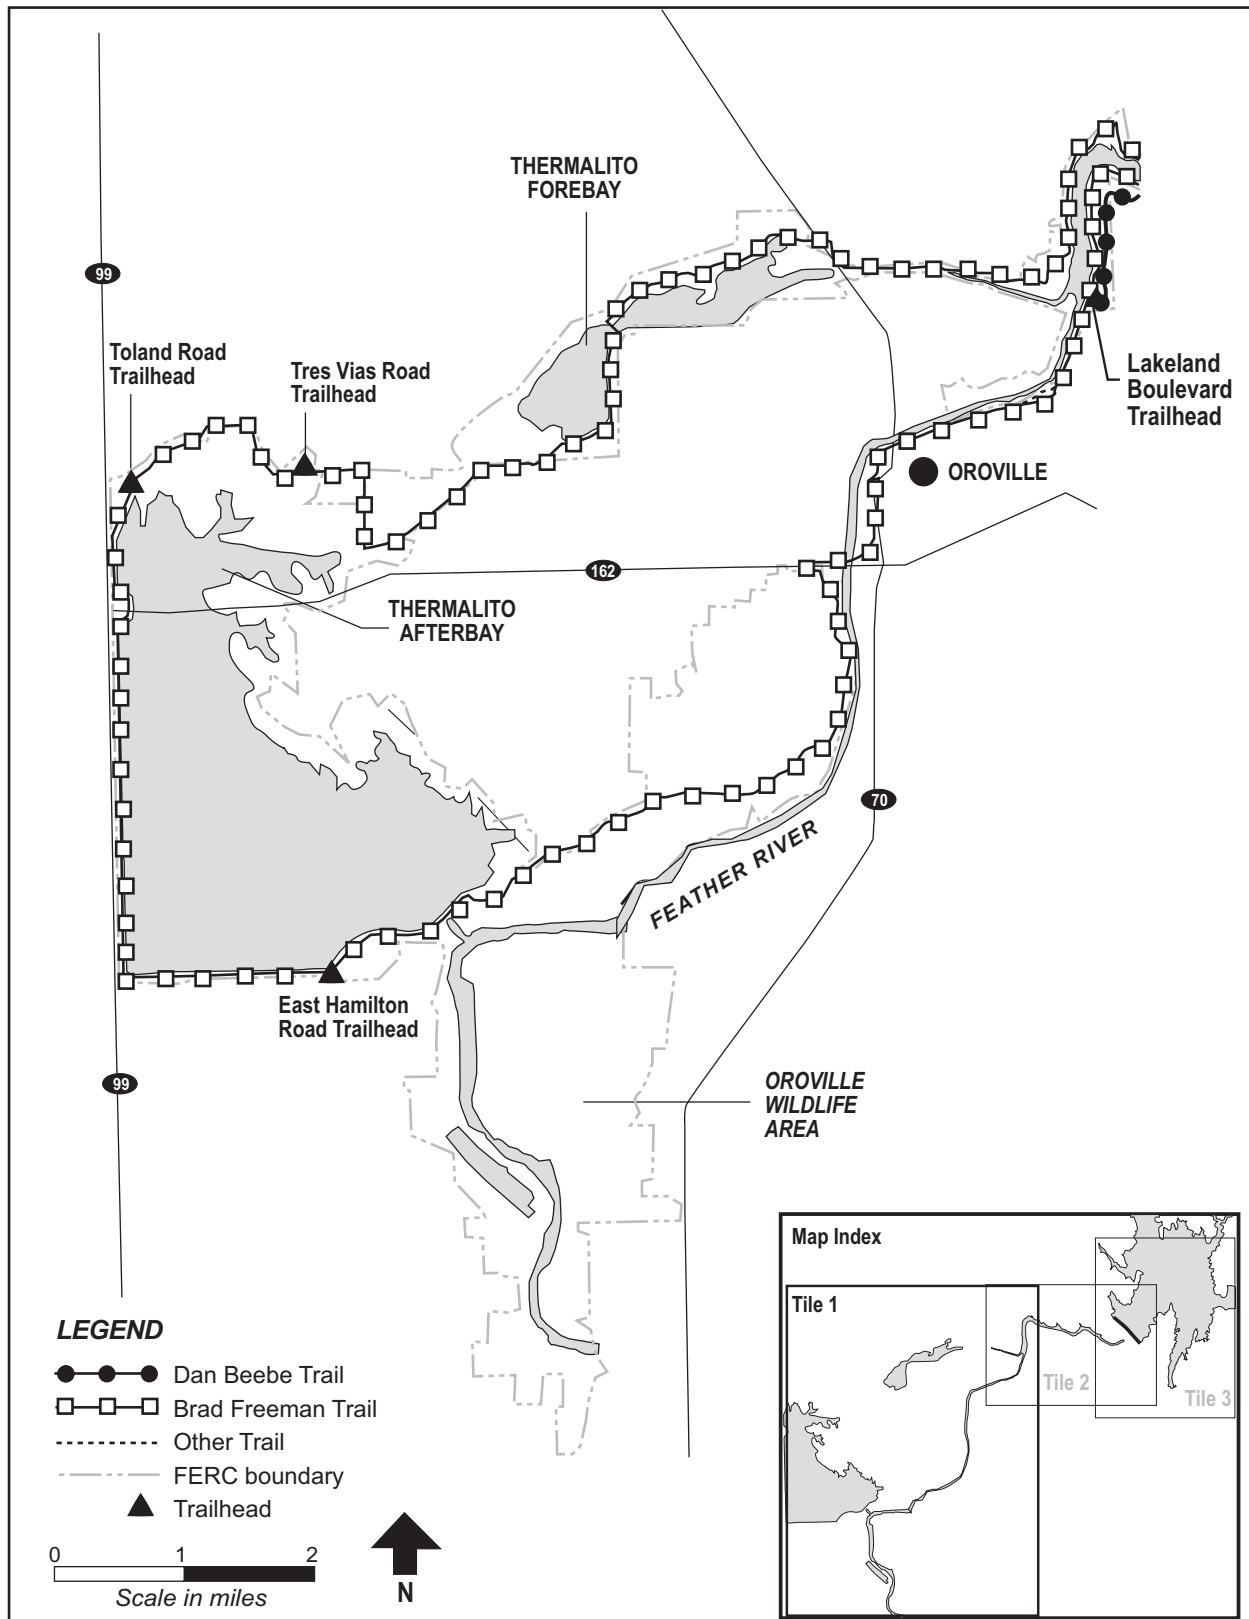 THERMALITO
FOREBAY
99
Toland Road
Trailhead
Tres Vias Road
Trailhead
Lakeland
Boulevard
Trailhead
OROVILLE
162
THERMALITO
AFTERBAY
70
FEATHER RIVER
East Hamilton
Road Trailhead
99
OROVILLE
WILDLIFE
AREA
LEGEND
Dan Beebe Trail
Brad Freeman Trail
Other Trail
FERC boundary
Trailhead
0 1 2
Scale in miles
N
Map Index
Tile 1
Tile 2
Tile 3